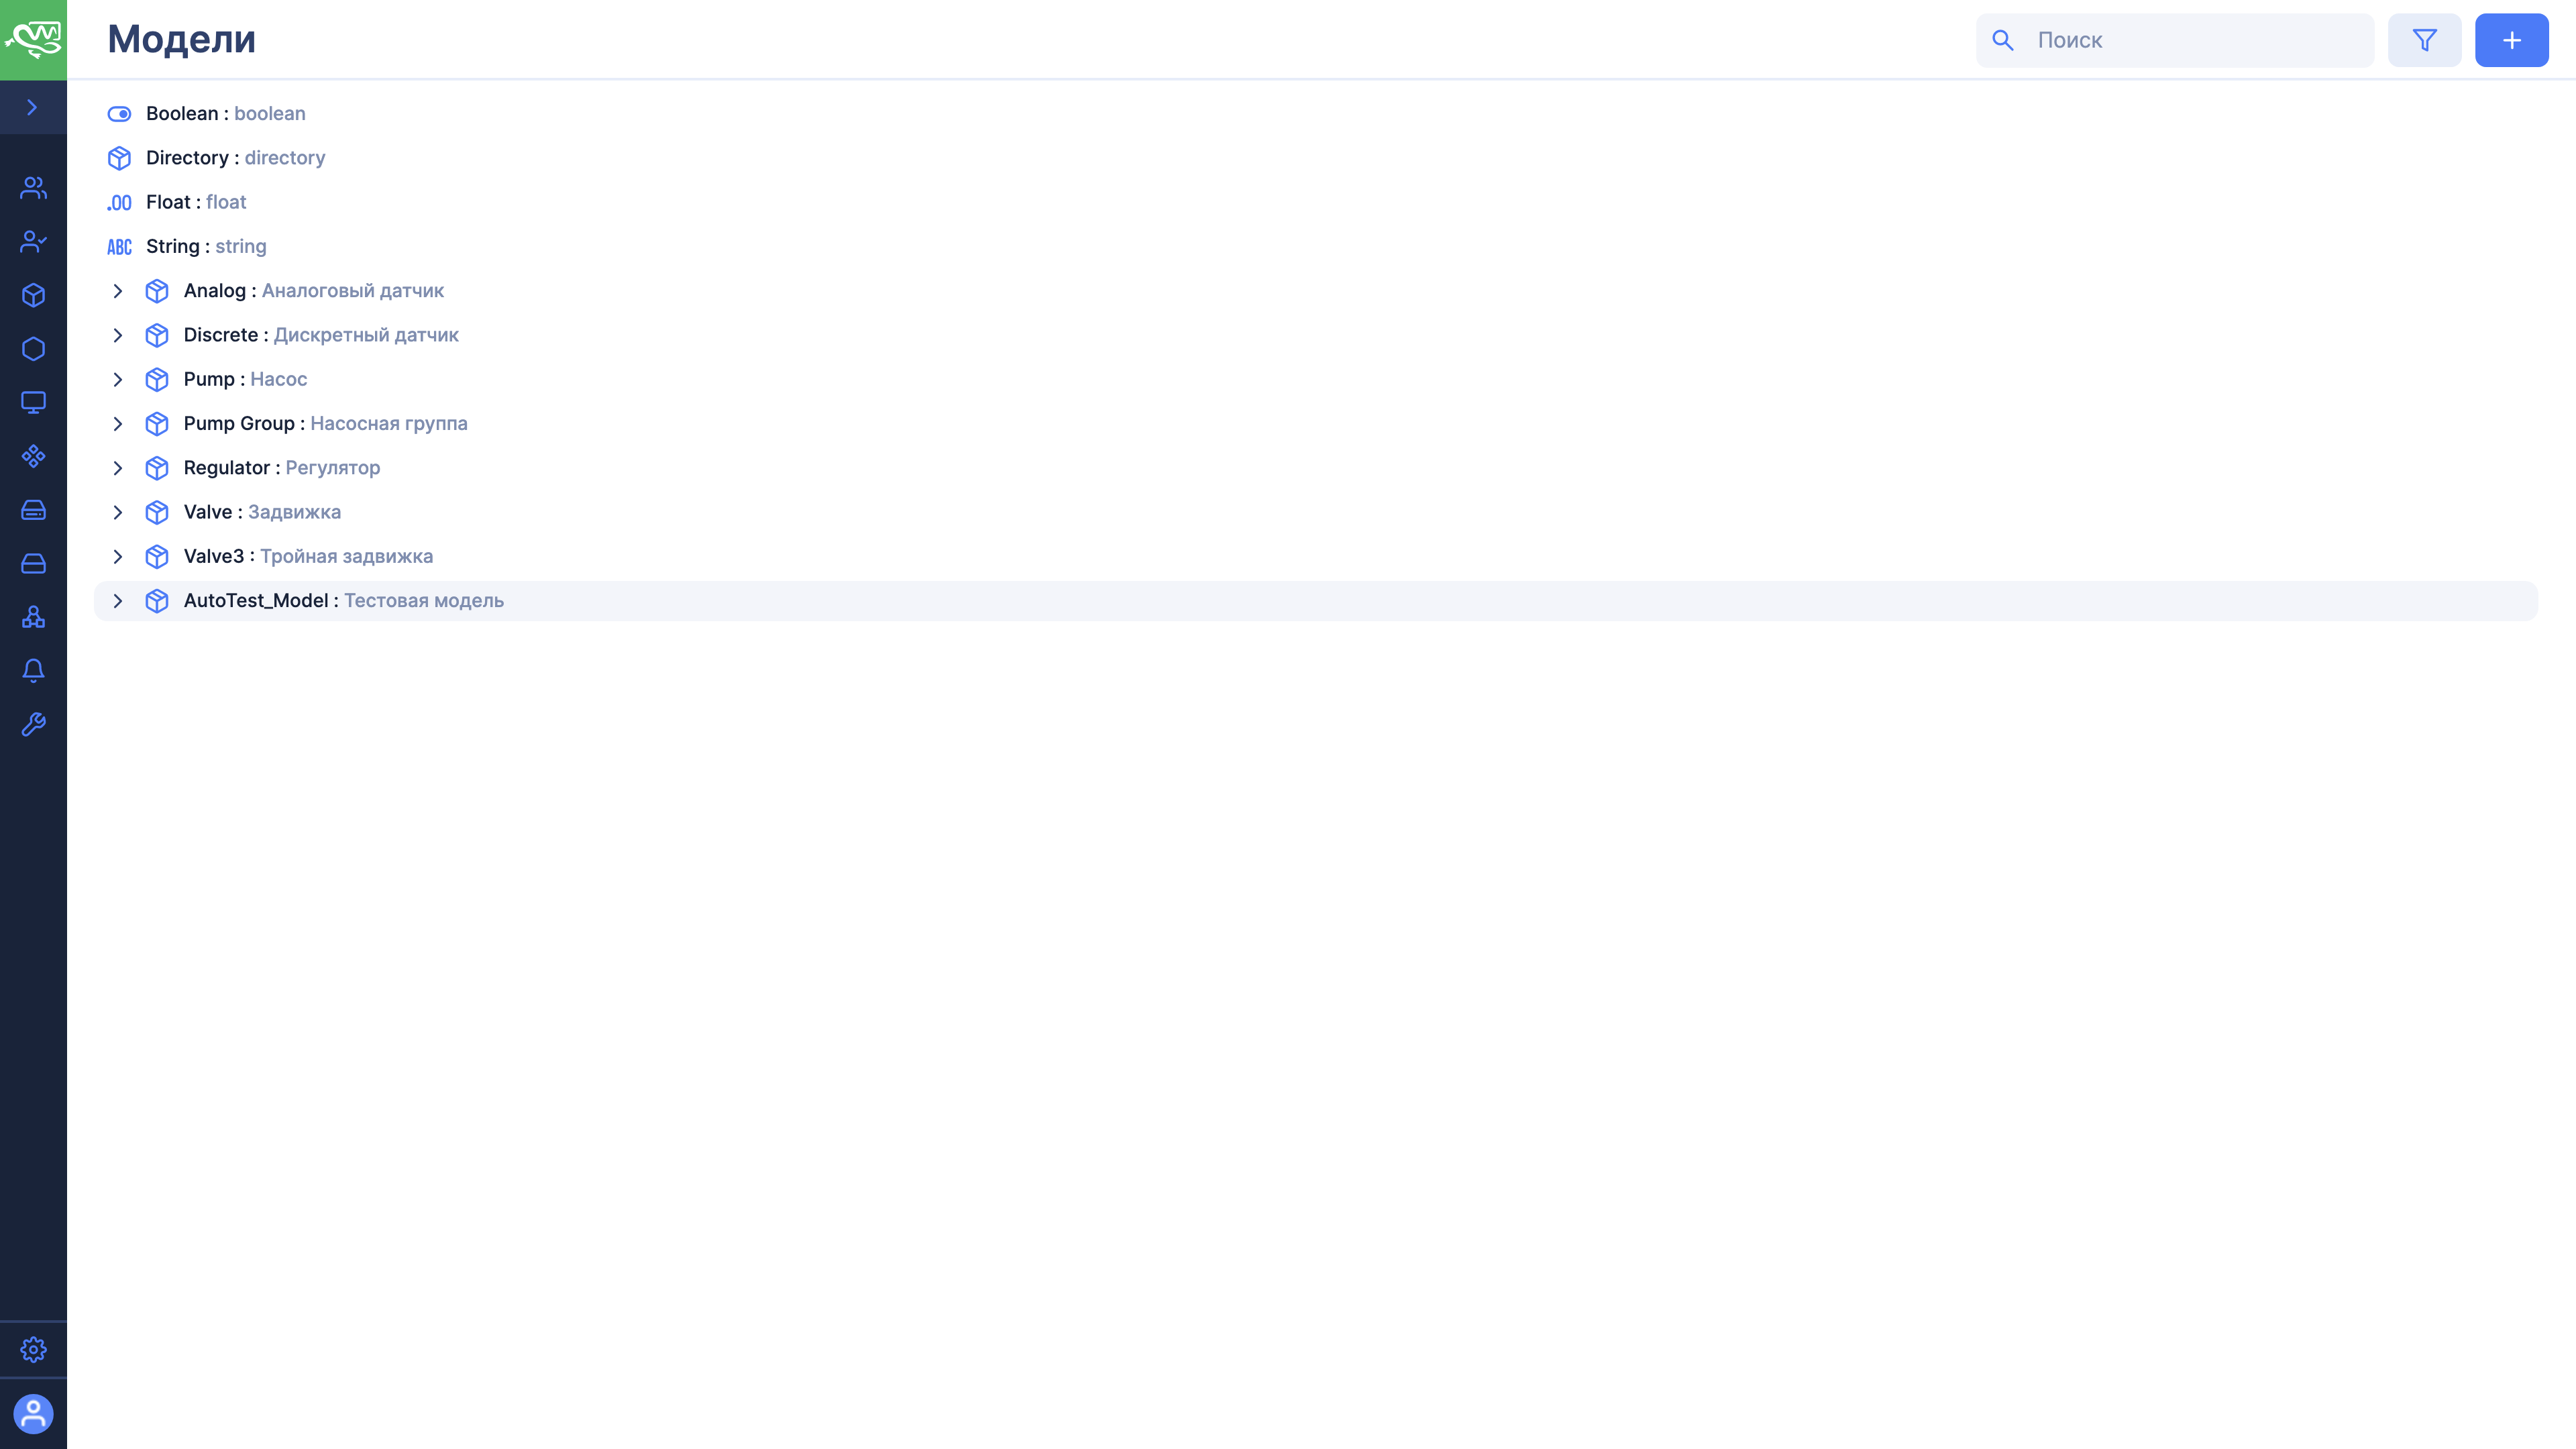 Модели
Поиск
Boolean : boolean
Directory : directory
.00 Float : float
ABC String : string
Analog : Аналоговый датчик
Discrete : Дискретный датчик
Pump : Насос
Pump Group : Насосная группа
Regulator : Регулятор
Valve : Задвижка
Valve3 : Тройная задвижка
AutoTest_Model : Тестовая модель